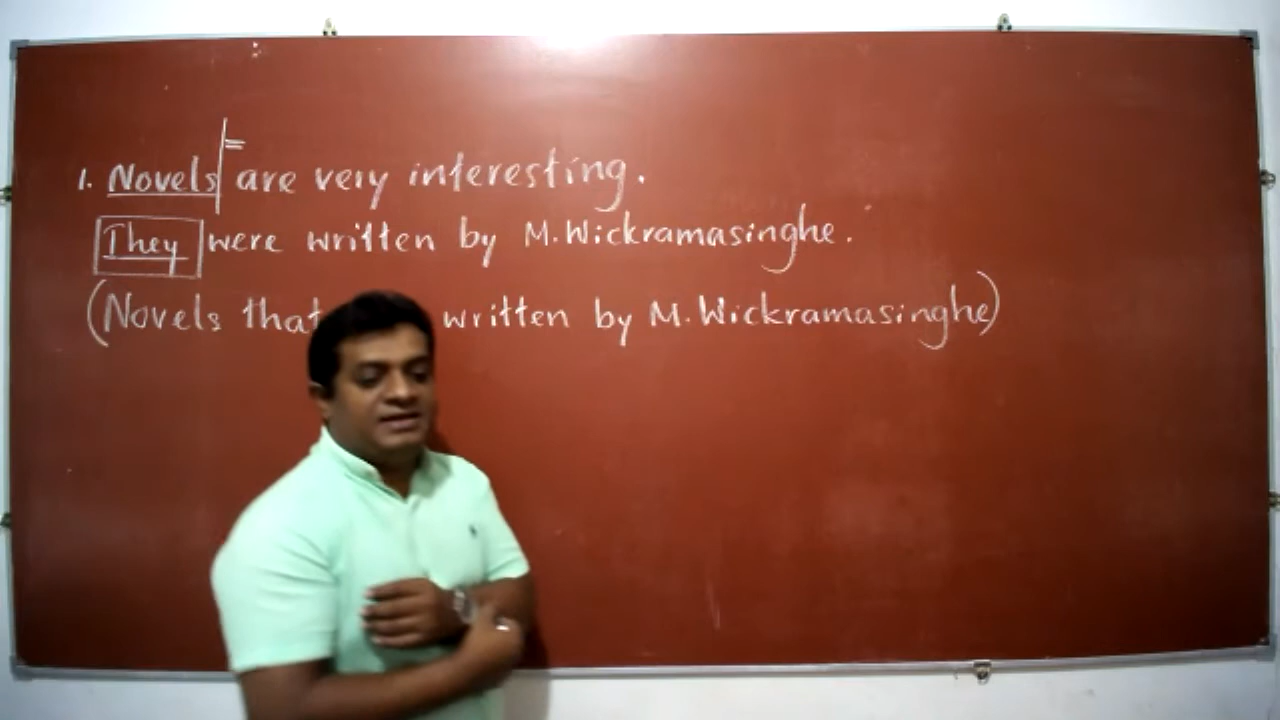 1. Novels are very interesting.
They were written by M. Wickramasinghe.
(Novels that written by M. Wickramasinghe)